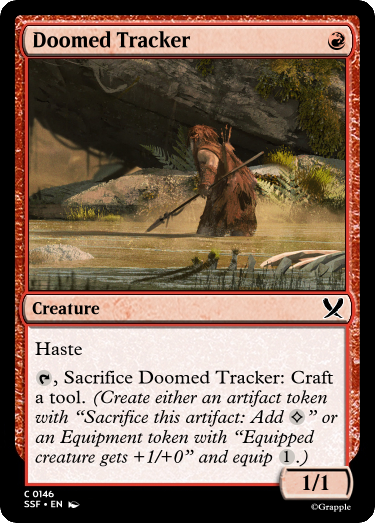 Doomed Tracker
Creature
Haste
, Sacrifice Doomed Tracker: Craft
a tool. (Create either an artifact token
with “Sacrifice this artifact: Add ” or
an Equipment token with “Equipped
creature gets +1/+0” and equip 1.)
1/1
C 0146
SSF • EN
©Grapple